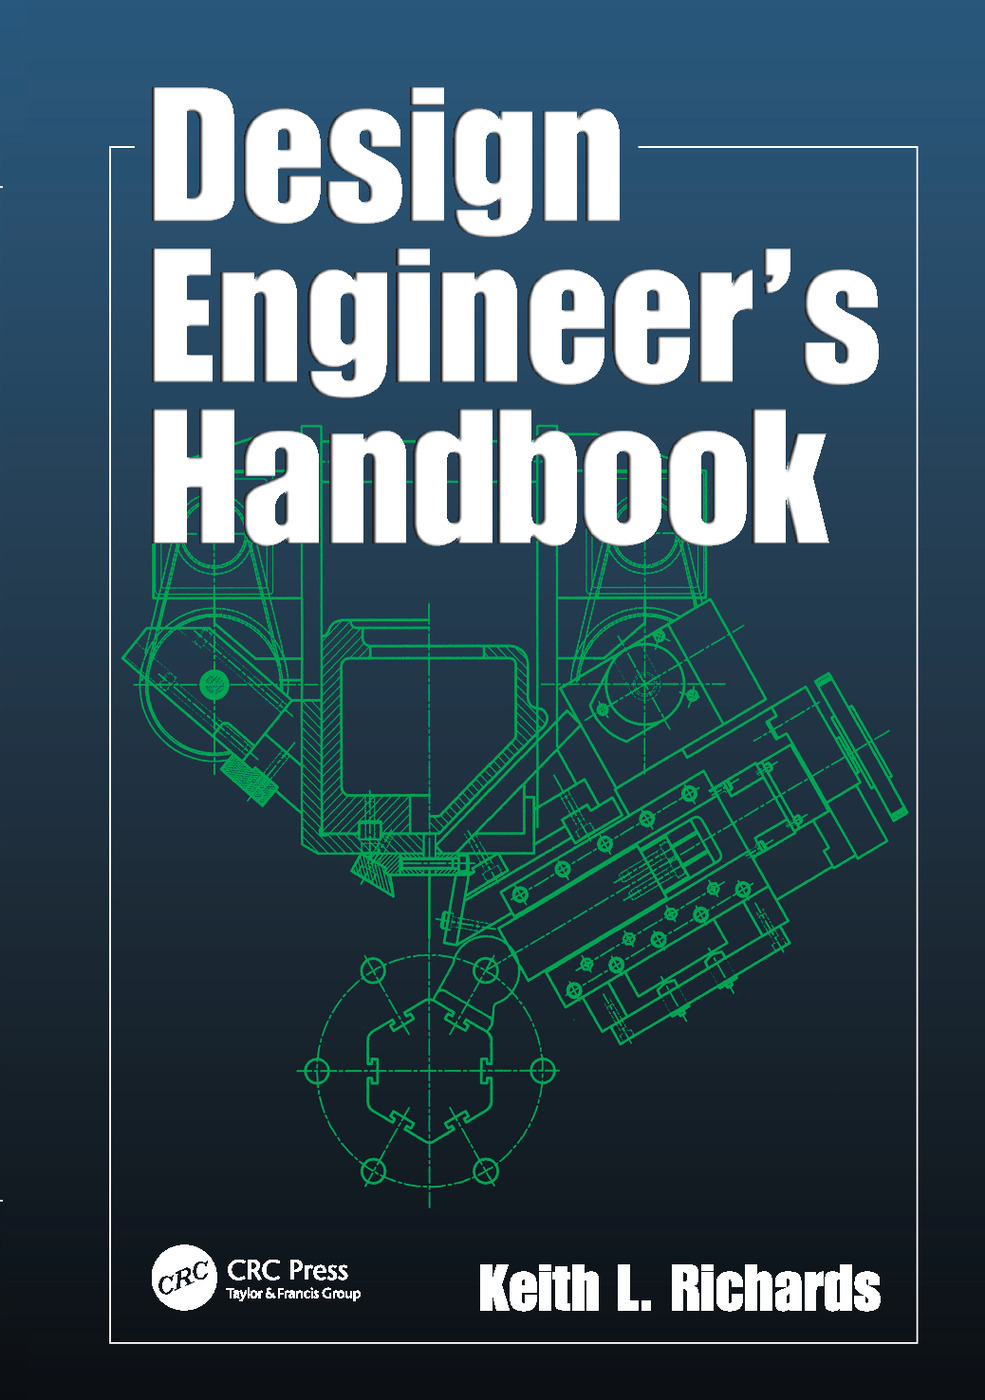 Design
Engineer’s
Handbook
CRC
CRC Press
Taylor & Francis Group
Keith L. Richards